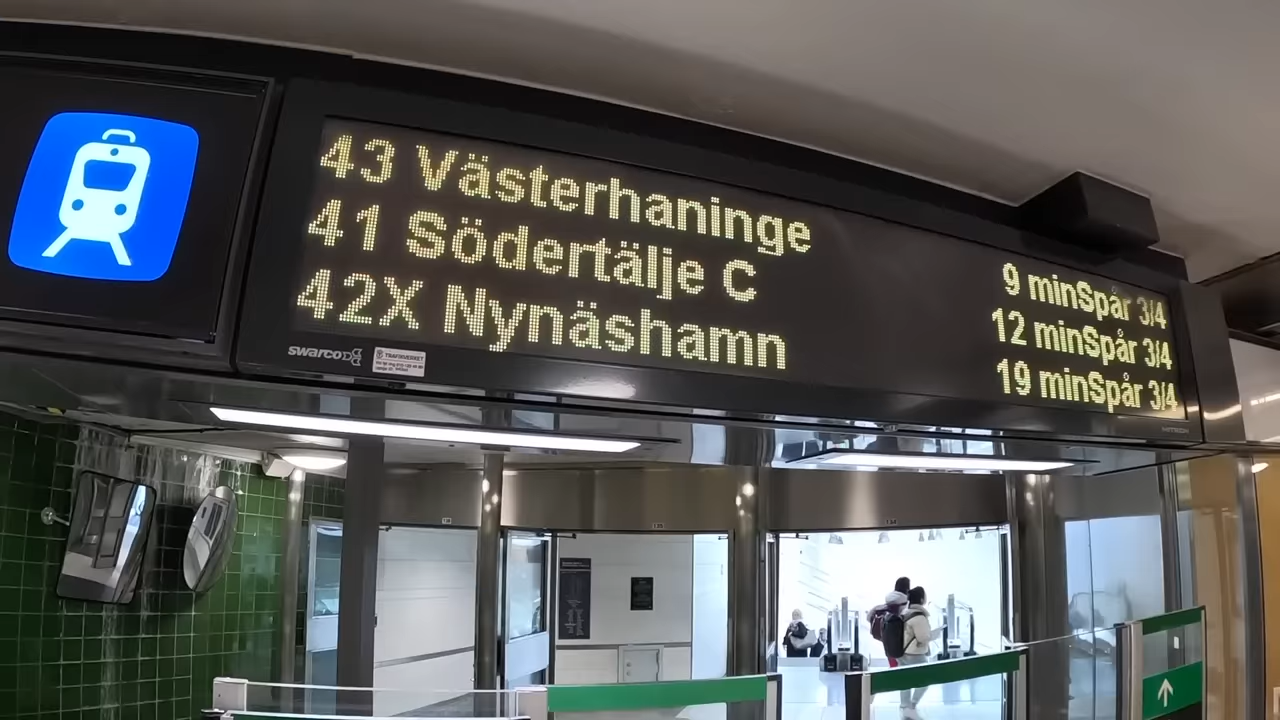 43 Västerhaninge 9 minSpår 3/4
41 Södertälje C 12 minSpår 3/4
42X Nynäshamn 19 minSpår 3/4
swarco
TRAFIKVERKET
HITECH